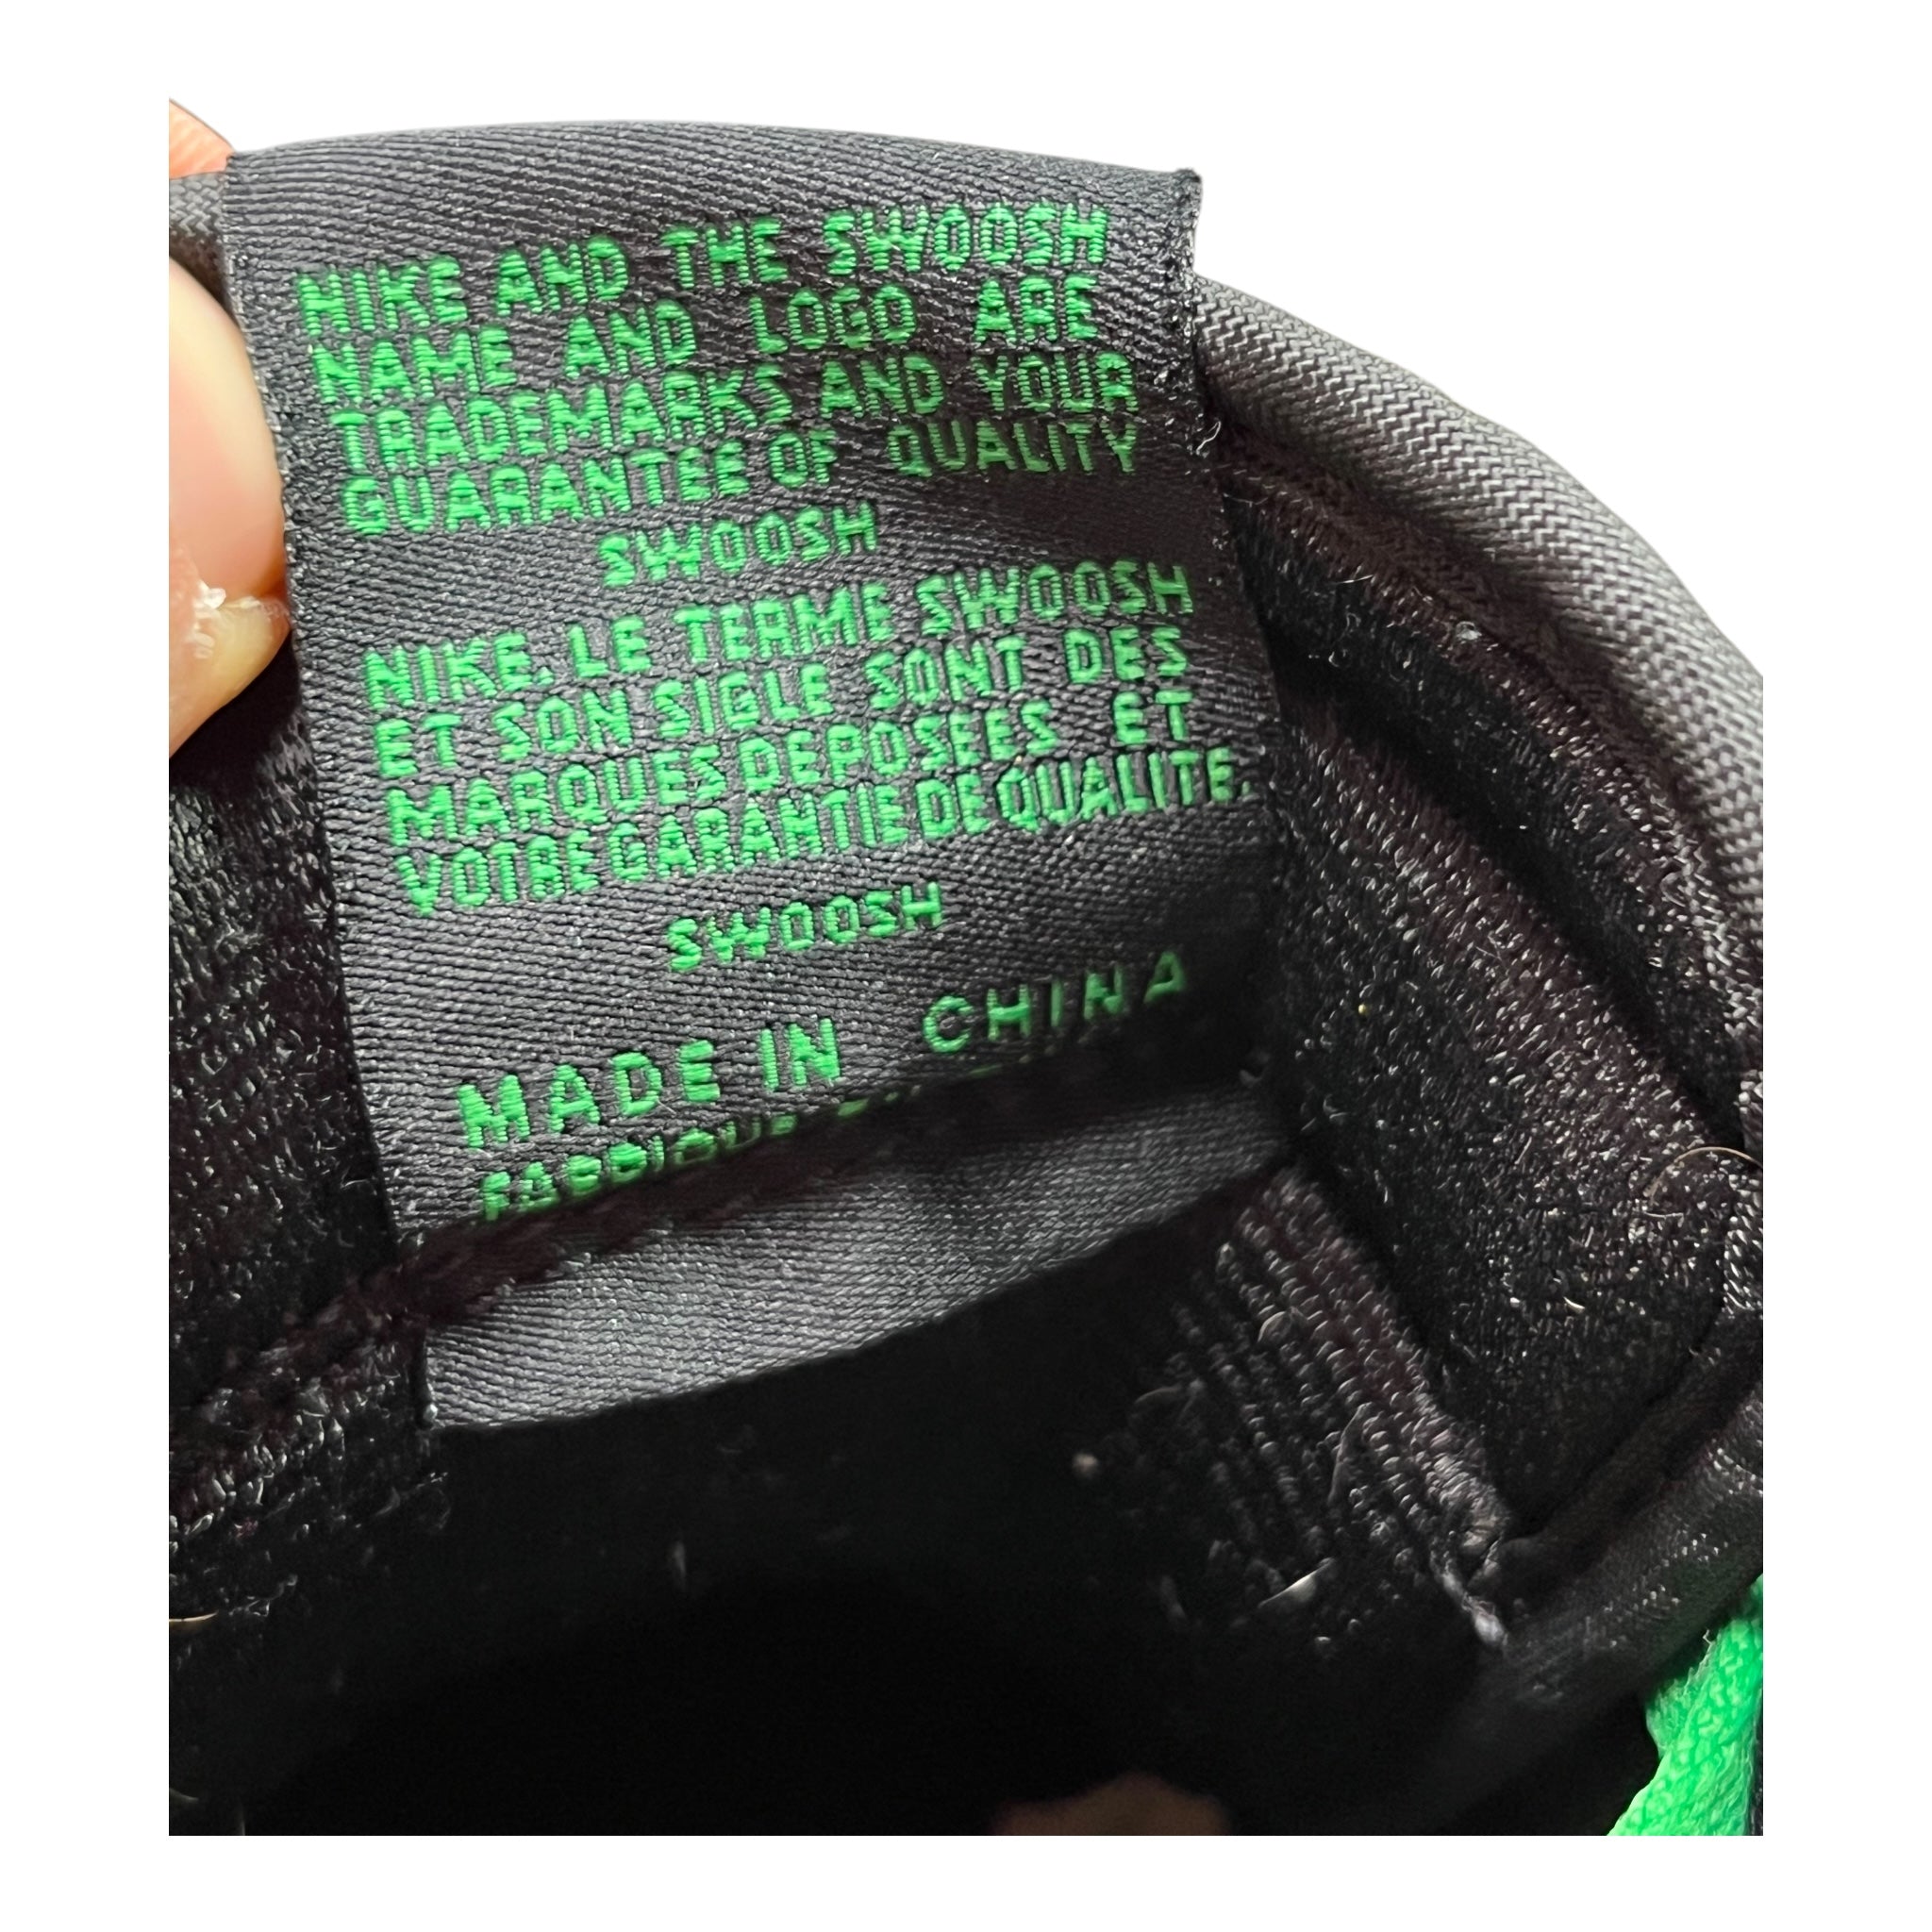 NIKE AND THE SWOOSH
NAME AND LOGO ARE
TRADEMARKS AND YOUR
GUARANTEE OF QUALITY
SWOOSH
NIKE, LE TERME SWOOSH
ET SON SIGLE SONT DES
MARQUES DEPOSEES ET
VOTRE GARANTIE DE QUALITE.
SWOOSH
MADE IN CHINA